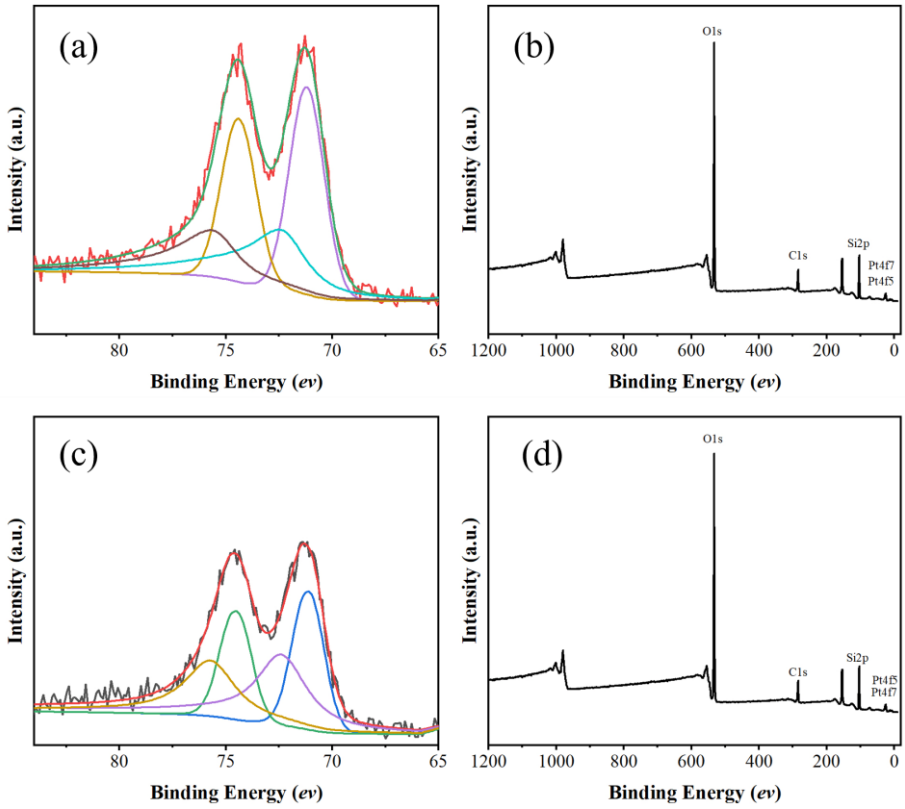 (a)
Intensity (a.u.)
80
75
70
65
Binding Energy (ev)
(b)
O1s
C1s
Si2p
Pt4f7
Pt4f5
Intensity (a.u.)
1200
1000
800
600
400
200
0
Binding Energy (ev)
(c)
Intensity (a.u.)
80
75
70
65
Binding Energy (ev)
(d)
O1s
C1s
Si2p
Pt4f5
Pt4f7
Intensity (a.u.)
1200
1000
800
600
400
200
0
Binding Energy (ev)